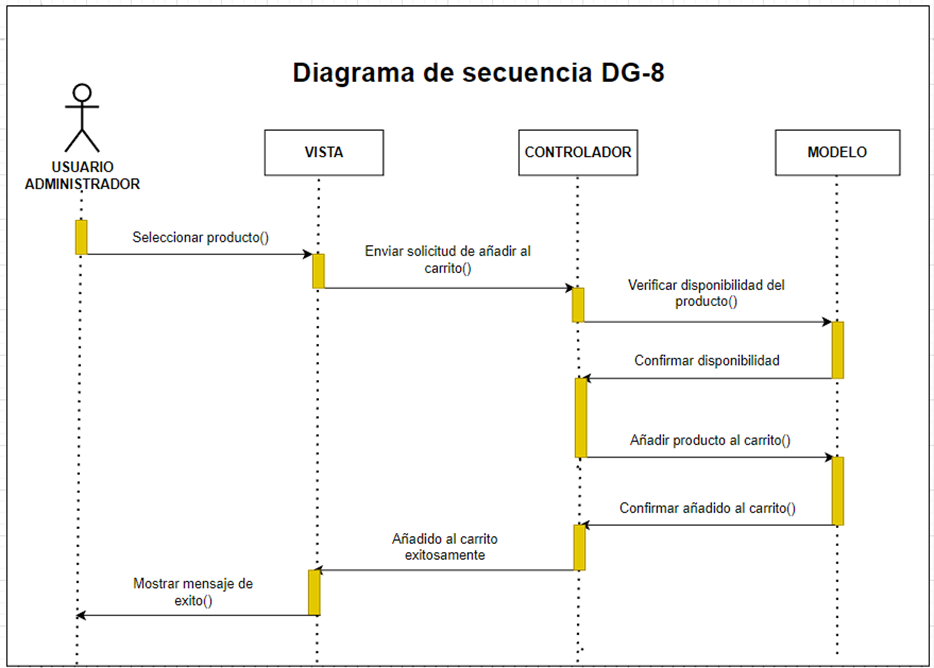 Diagrama de secuencia DG-8
USUARIO
ADMINISTRADOR
VISTA
CONTROLADOR
MODELO
Seleccionar producto()
Enviar solicitud de añadir al
carrito()
Verificar disponibilidad del
producto()
Confirmar disponibilidad
Añadir producto al carrito()
Confirmar añadido al carrito()
Añadido al carrito
exitosamente
Mostrar mensaje de
exito()